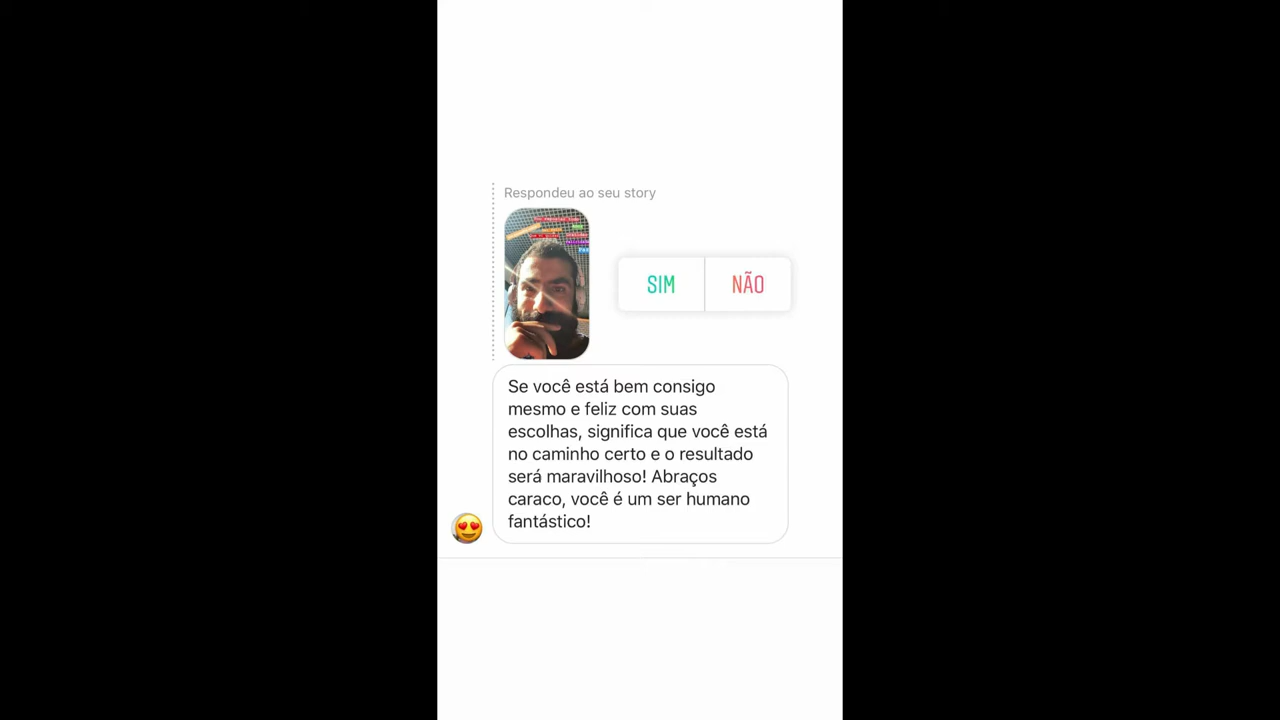 Respondeu ao seu story
SIM
NÃO
Se você está bem consigo
mesmo e feliz com suas
escolhas, significa que você está
no caminho certo e o resultado
será maravilhoso! Abraços
caraco, você é um ser humano
fantástico!